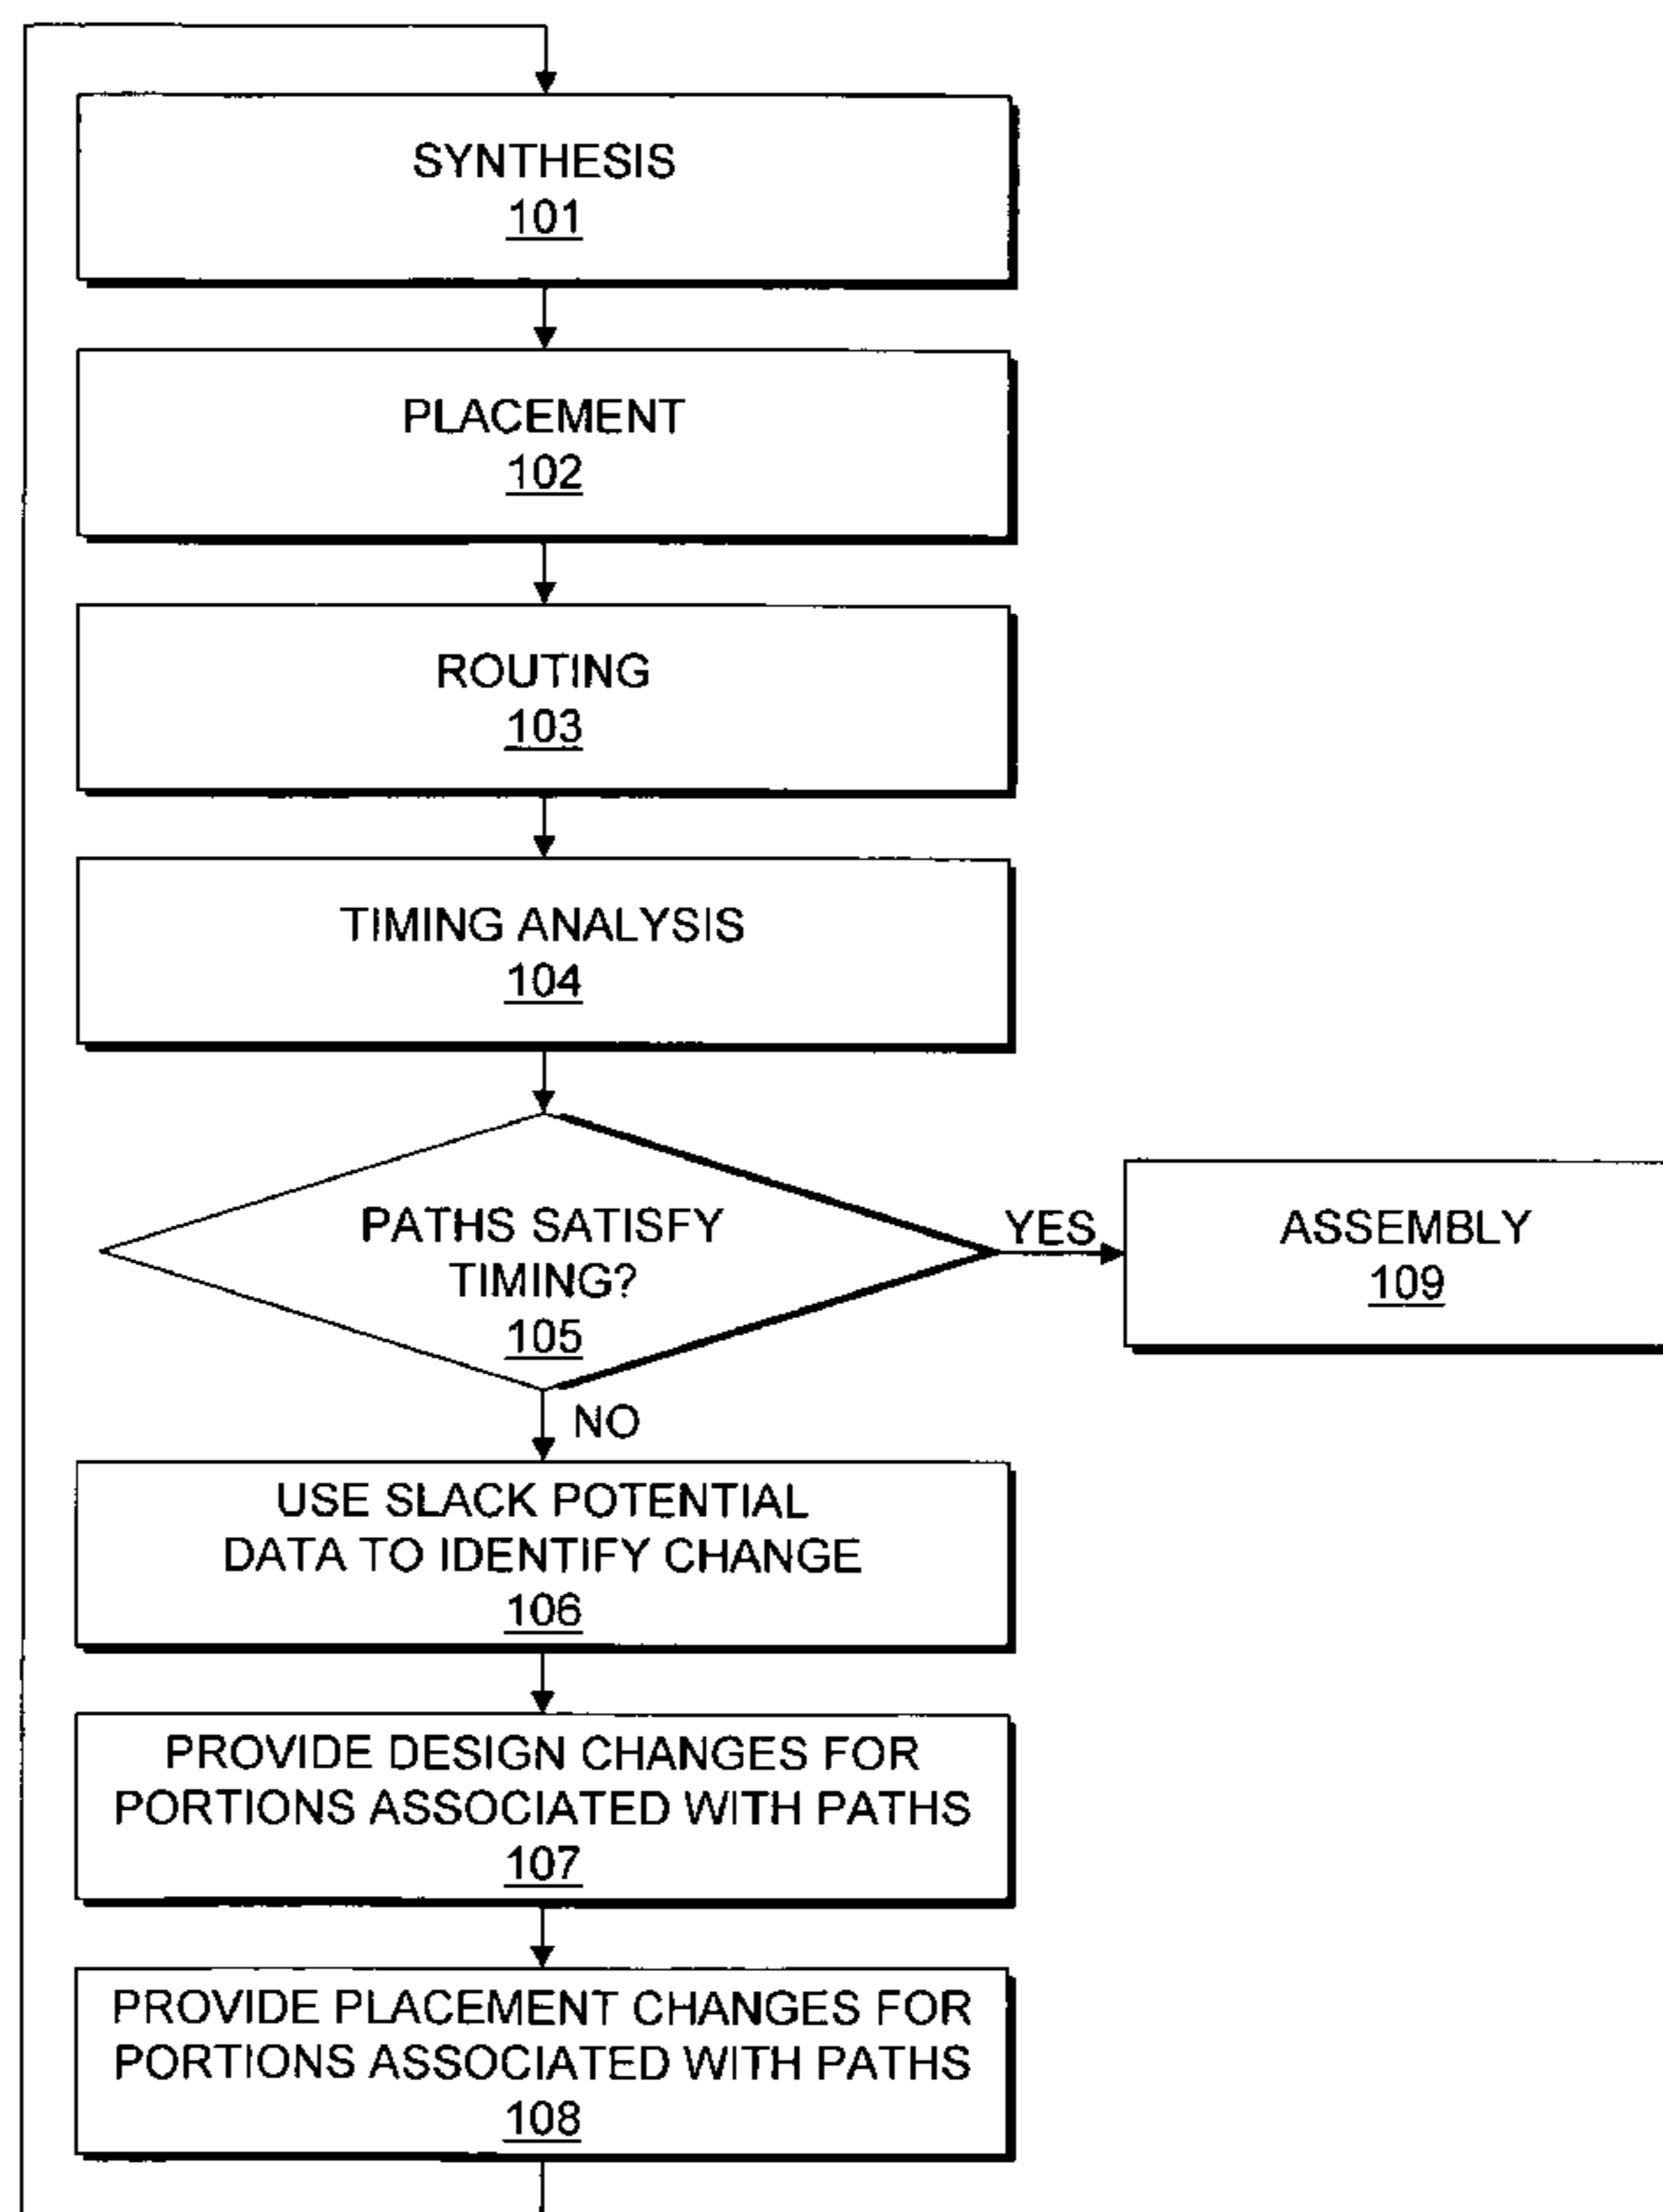 SYNTHESIS
101
PLACEMENT
102
ROUTING
103
TIMING ANALYSIS
104
PATHS SATISFY
TIMING?
105
YES
ASSEMBLY
109
NO
USE SLACK POTENTIAL
DATA TO IDENTIFY CHANGE
106
PROVIDE DESIGN CHANGES FOR
PORTIONS ASSOCIATED WITH PATHS
107
PROVIDE PLACEMENT CHANGES FOR
PORTIONS ASSOCIATED WITH PATHS
108